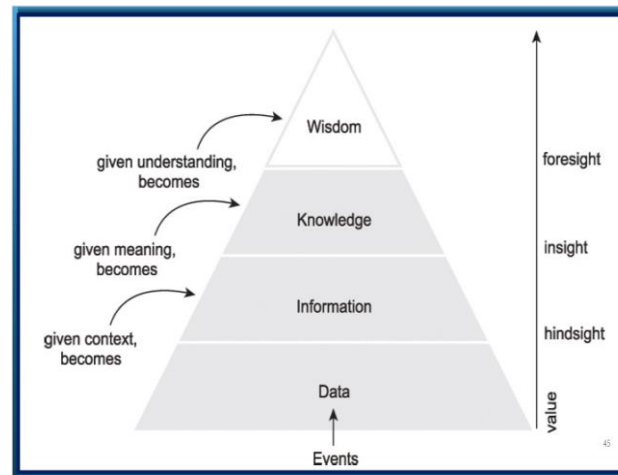 Wisdom
given understanding,
becomes
foresight
Knowledge
given meaning,
becomes
insight
Information
given context,
becomes
hindsight
Data
value
45
Events